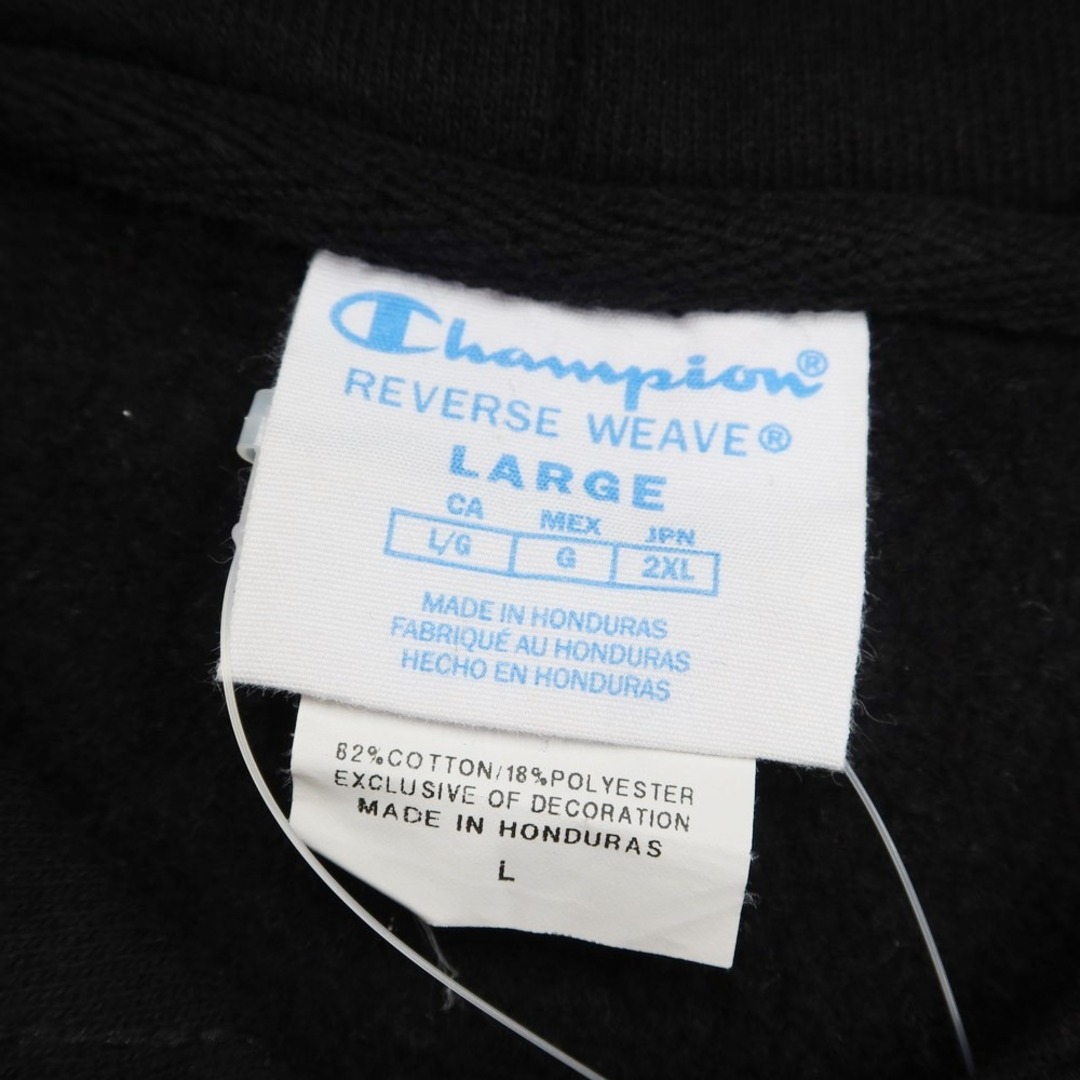 Champion®
REVERSE WEAVE®
LARGE
CA MEX JPN
L/G G 2XL
MADE IN HONDURAS
FABRIQUÉ AU HONDURAS
HECHO EN HONDURAS
82%COTTON/18%POLYESTER
EXCLUSIVE OF DECORATION
MADE IN HONDURAS
L